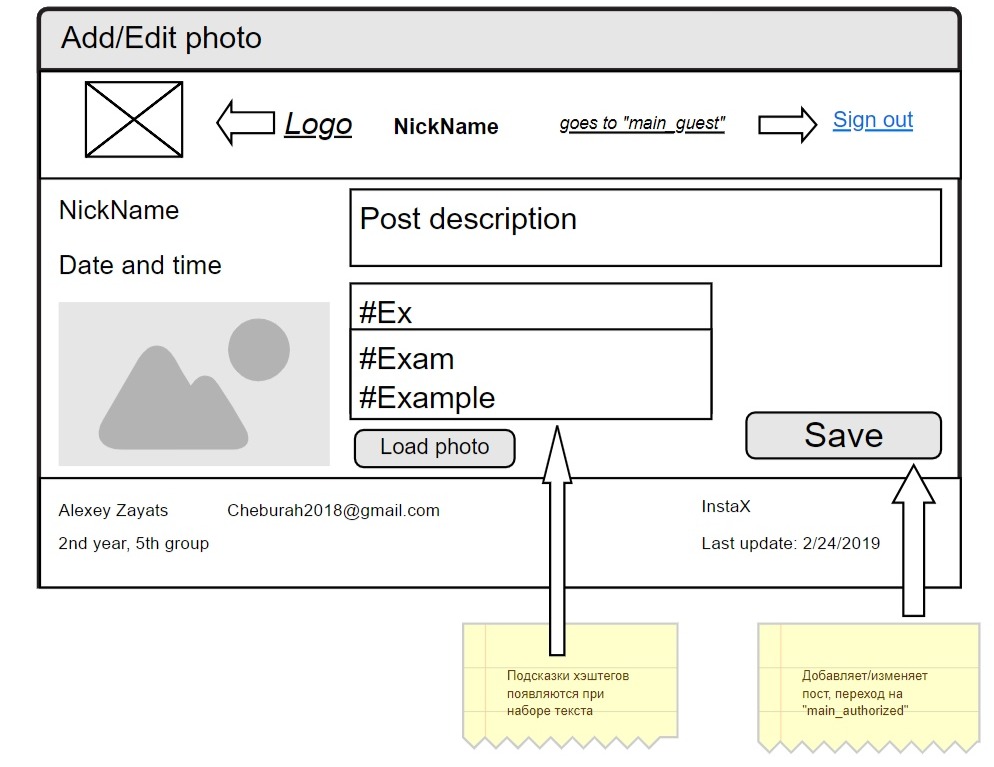 Add/Edit photo
Logo
NickName
goes to "main_guest"
Sign out
NickName
Date and time
Post description
#Ex
#Exam
#Example
Load photo
Save
Alexey Zayats
Cheburah2018@gmail.com
2nd year, 5th group
InstaX
Last update: 2/24/2019
Подсказки хэштегов
появляются при
наборе текста
Добавляет/изменяет
пост, переход на
"main_authorized"